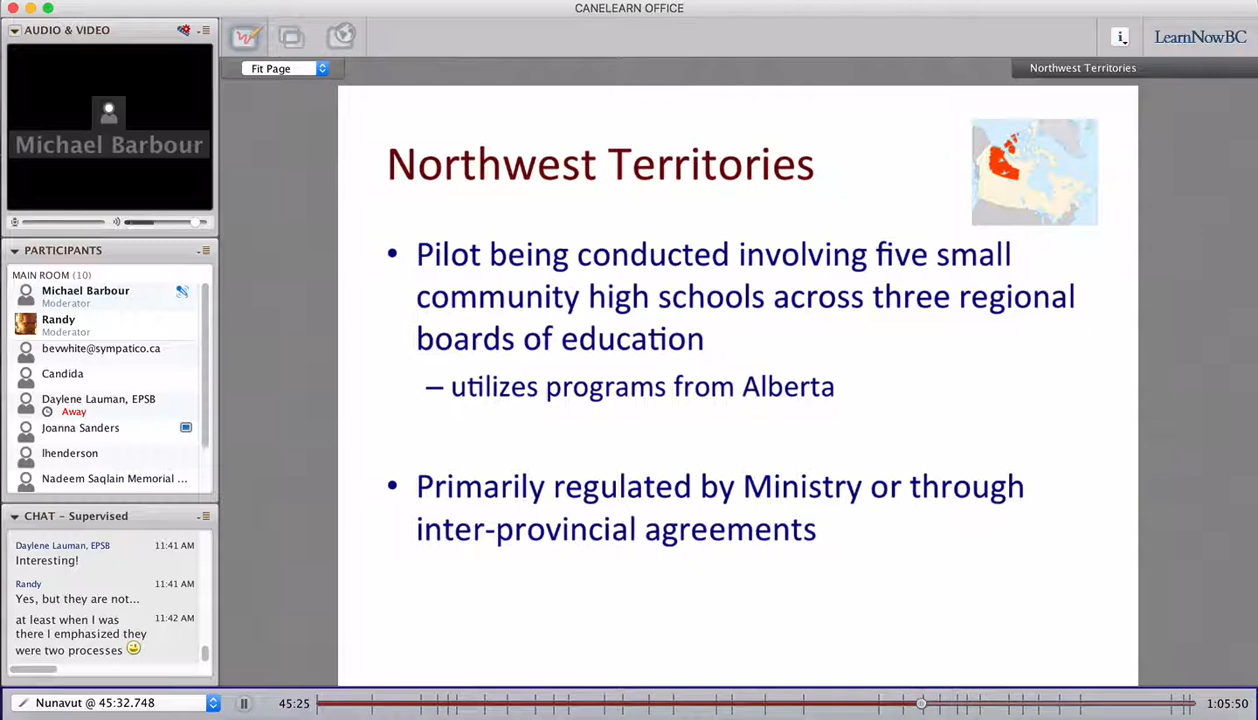 CANELEARN OFFICE
AUDIO & VIDEO
Michael Barbour
PARTICIPANTS
MAIN ROOM (10)
Michael Barbour
Moderator
Randy
Moderator
bevwhite@sympatico.ca
Candida
Daylene Lauman, EPSB
Away
Joanna Sanders
lhenderson
Nadeem Saqlain Memorial ...
CHAT – Supervised
Daylene Lauman, EPSB 11:41 AM
Interesting!
Randy 11:41 AM
Yes, but they are not...
at least when I was 11:42 AM
there I emphasized they
were two processes
Fit Page
i
LearnNowBC
Northwest Territories
Northwest Territories
• Pilot being conducted involving five small
community high schools across three regional
boards of education
– utilizes programs from Alberta
• Primarily regulated by Ministry or through
inter-provincial agreements
Nunavut @ 45:32.748
45:25
1:05:50